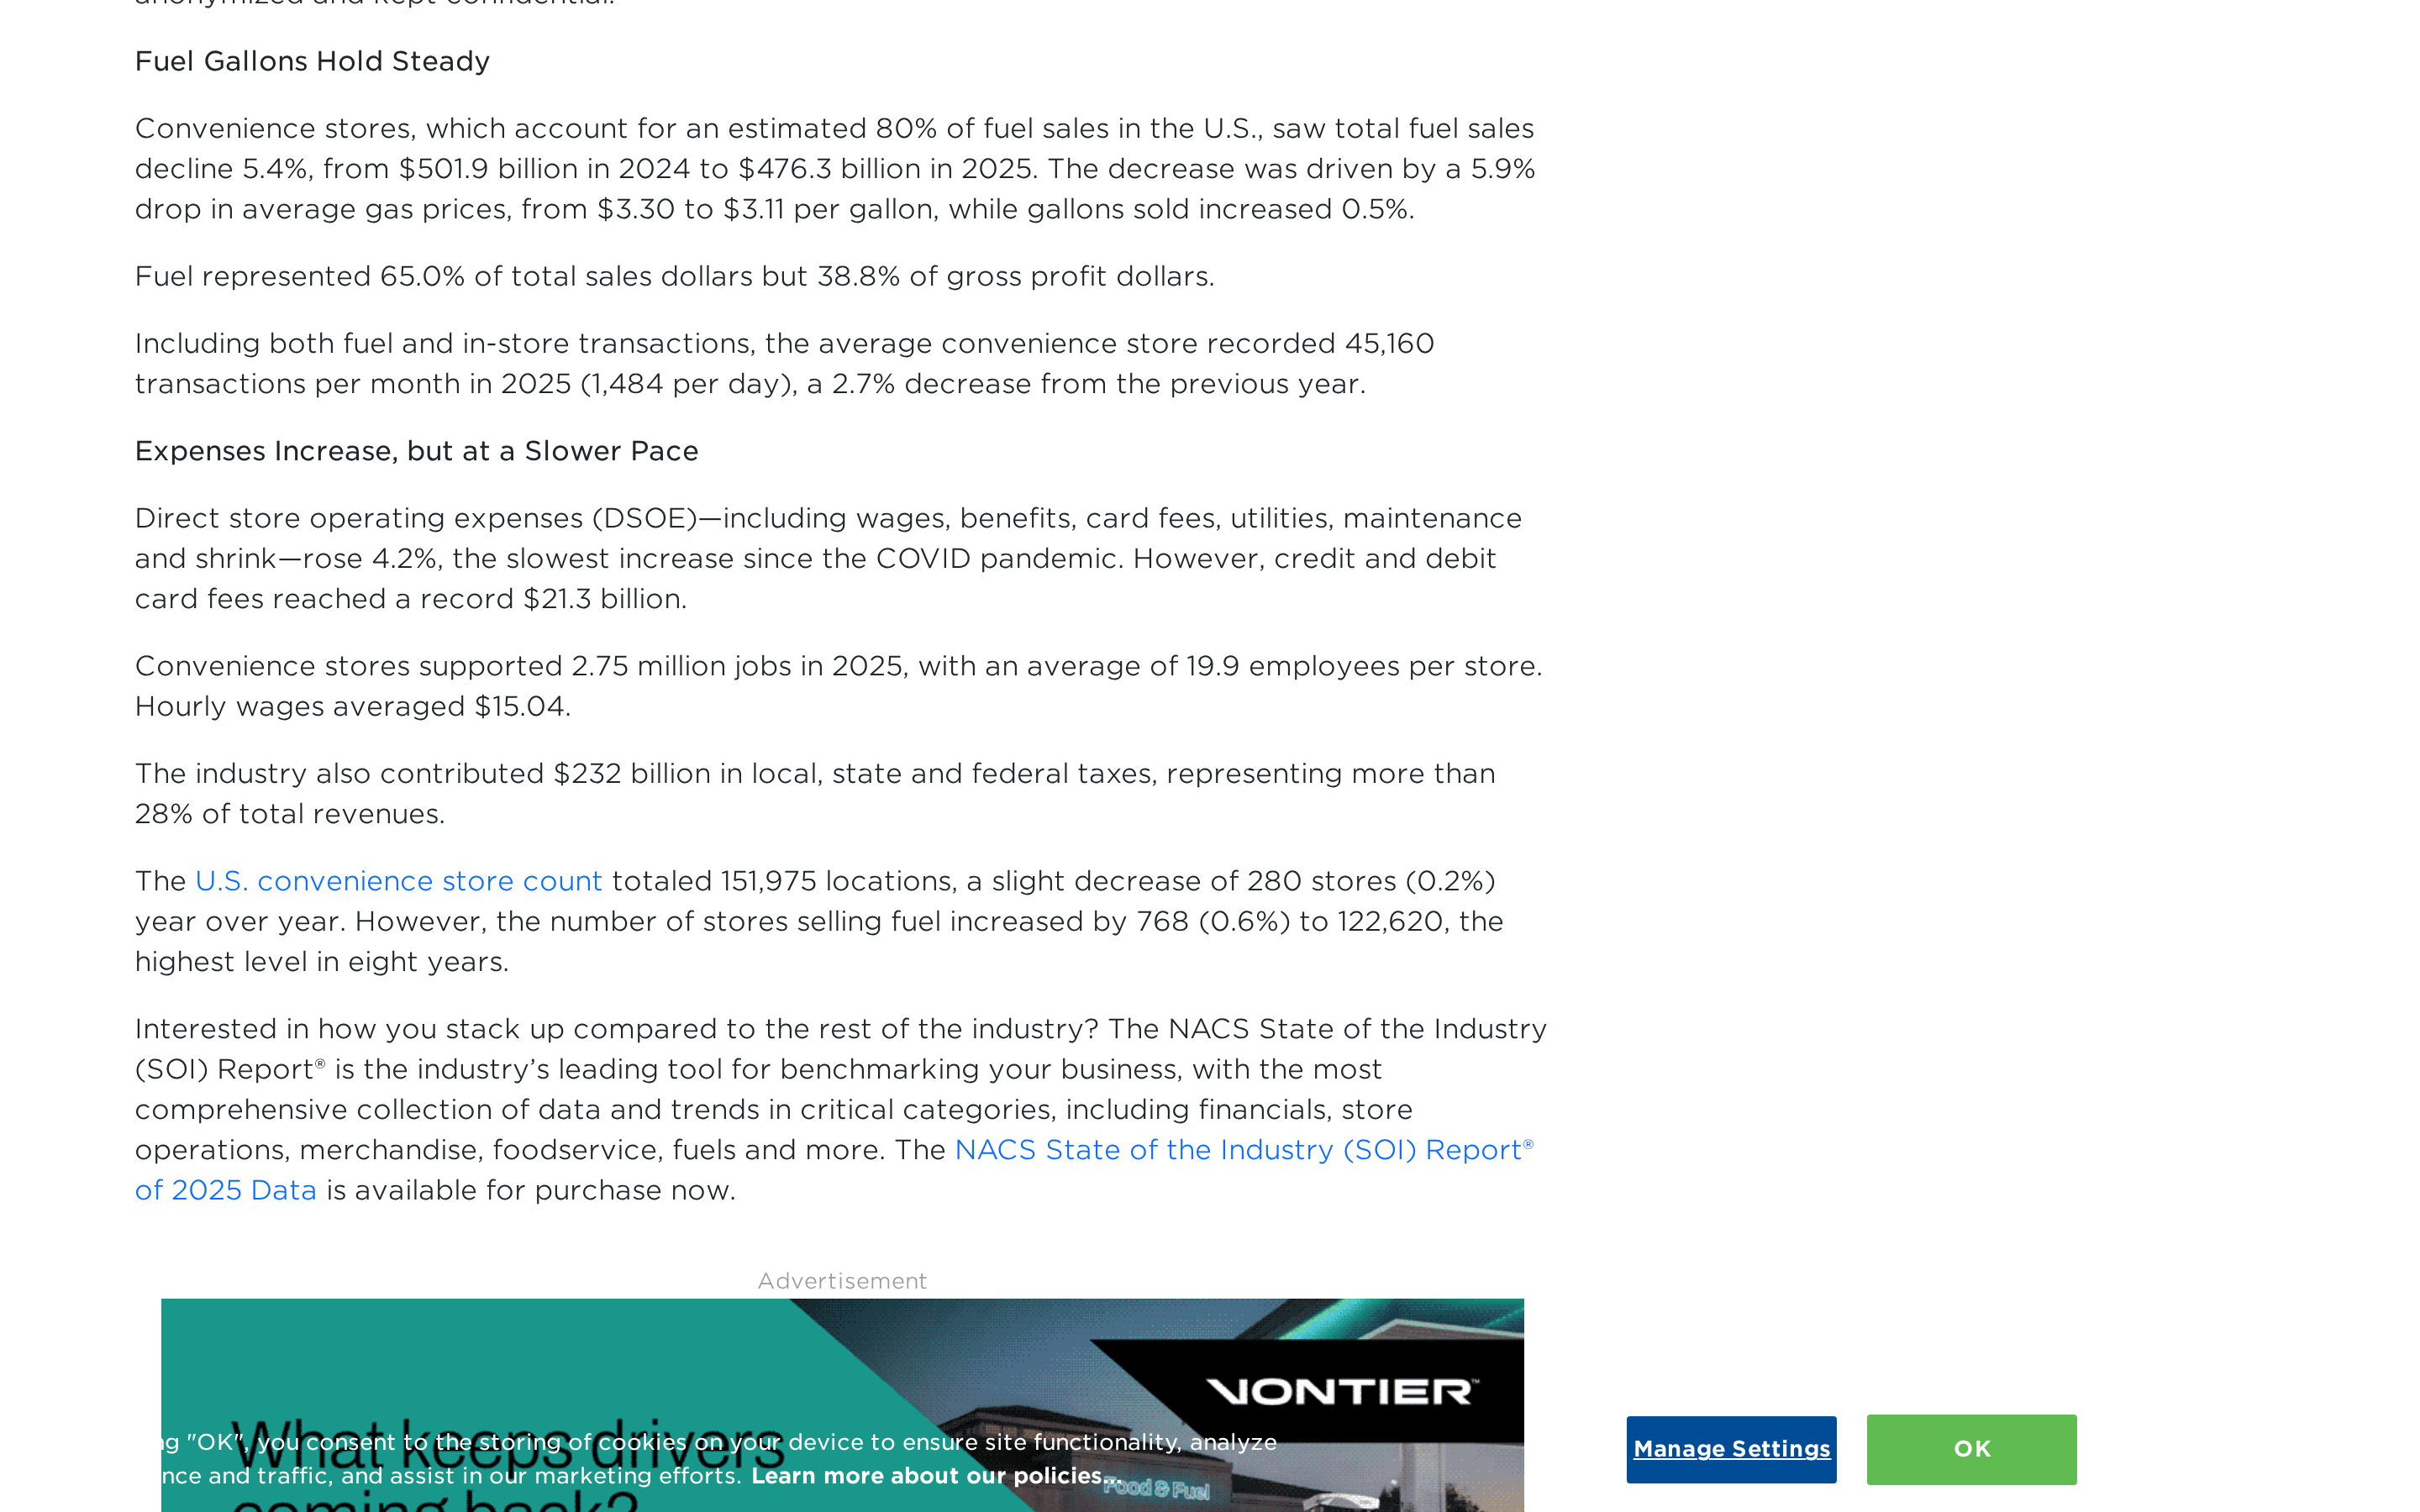 anonymized and kept confidential.
Fuel Gallons Hold Steady
Convenience stores, which account for an estimated 80% of fuel sales in the U.S., saw total fuel sales
decline 5.4%, from $501.9 billion in 2024 to $476.3 billion in 2025. The decrease was driven by a 5.9%
drop in average gas prices, from $3.30 to $3.11 per gallon, while gallons sold increased 0.5%.
Fuel represented 65.0% of total sales dollars but 38.8% of gross profit dollars.
Including both fuel and in-store transactions, the average convenience store recorded 45,160
transactions per month in 2025 (1,484 per day), a 2.7% decrease from the previous year.
Expenses Increase, but at a Slower Pace
Direct store operating expenses (DSOE)—including wages, benefits, card fees, utilities, maintenance
and shrink—rose 4.2%, the slowest increase since the COVID pandemic. However, credit and debit
card fees reached a record $21.3 billion.
Convenience stores supported 2.75 million jobs in 2025, with an average of 19.9 employees per store.
Hourly wages averaged $15.04.
The industry also contributed $232 billion in local, state and federal taxes, representing more than
28% of total revenues.
The U.S. convenience store count totaled 151,975 locations, a slight decrease of 280 stores (0.2%)
year over year. However, the number of stores selling fuel increased by 768 (0.6%) to 122,620, the
highest level in eight years.
Interested in how you stack up compared to the rest of the industry? The NACS State of the Industry
(SOI) Report® is the industry’s leading tool for benchmarking your business, with the most
comprehensive collection of data and trends in critical categories, including financials, store
operations, merchandise, foodservice, fuels and more. The NACS State of the Industry (SOI) Report®
of 2025 Data is available for purchase now.
Advertisement
VONTIER™
What keeps drivers
coming back?
Food & Fuel
ng "OK", you consent to the storing of cookies on your device to ensure site functionality, analyze
nce and traffic, and assist in our marketing efforts. Learn more about our policies...
Manage Settings
OK